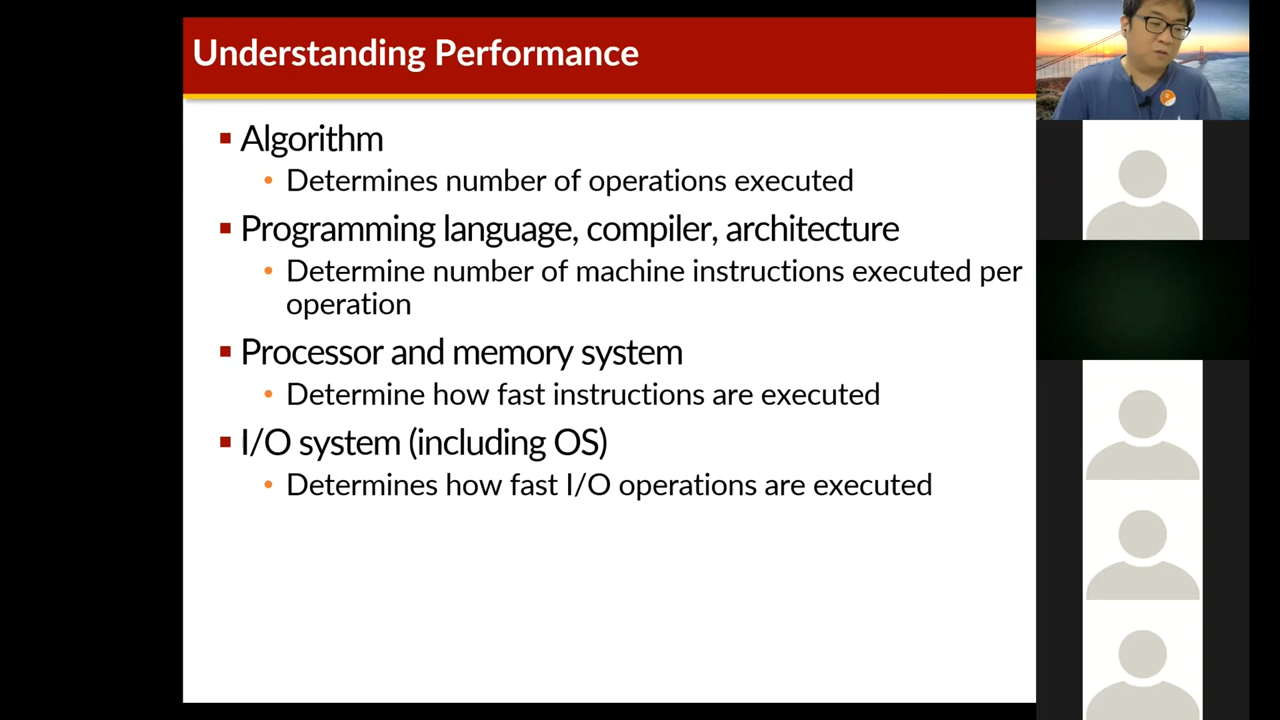 Understanding Performance
Algorithm
Determines number of operations executed
Programming language, compiler, architecture
Determine number of machine instructions executed per
operation
Processor and memory system
Determine how fast instructions are executed
I/O system (including OS)
Determines how fast I/O operations are executed